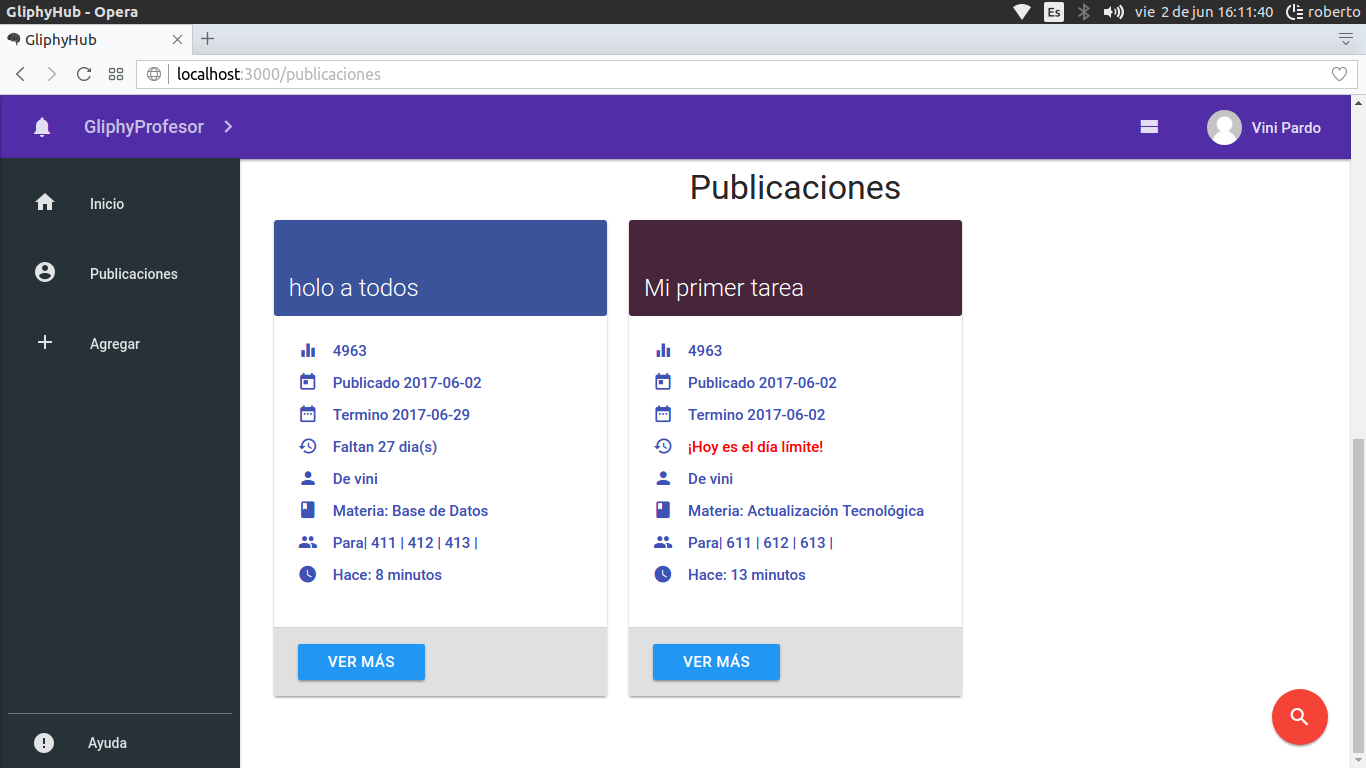 GliphyHub - Opera
Es
vie 2 de jun 16:11:40
roberto
GliphyHub
localhost:3000/publicaciones
GliphyProfesor
Vini Pardo
Inicio
Publicaciones
Agregar
Ayuda
Publicaciones
holo a todos
4963
Publicado 2017-06-02
Termino 2017-06-29
Faltan 27 dia(s)
De vini
Materia: Base de Datos
Para| 411 | 412 | 413 |
Hace: 8 minutos
VER MÁS
Mi primer tarea
4963
Publicado 2017-06-02
Termino 2017-06-02
¡Hoy es el día límite!
De vini
Materia: Actualización Tecnológica
Para| 611 | 612 | 613 |
Hace: 13 minutos
VER MÁS